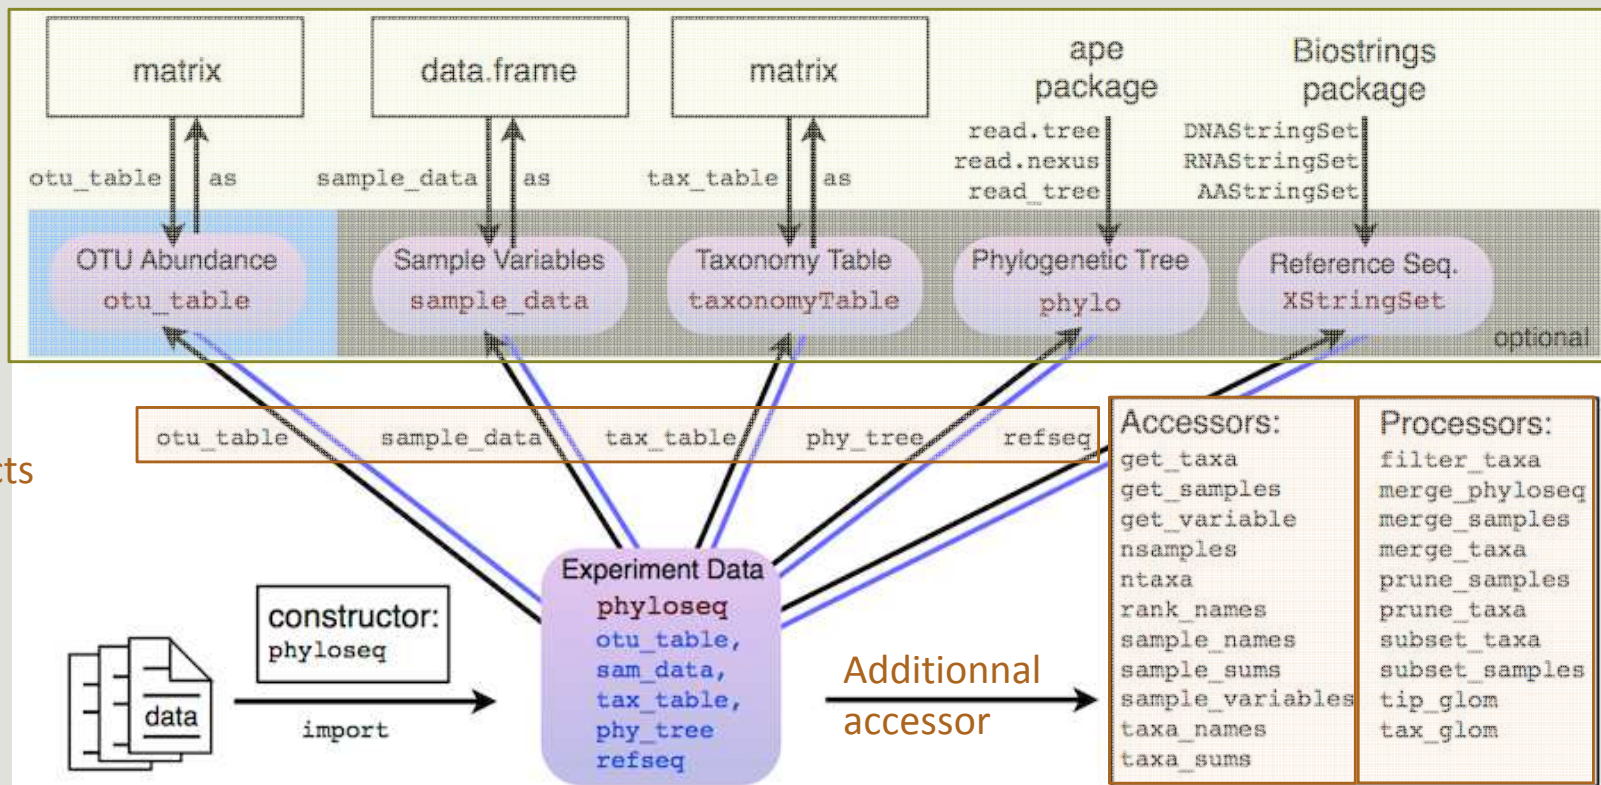 matrix
data.frame
matrix
ape
package
Biostrings
package
read.tree
read.nexus
read_tree
DNAStringSet
RNAStringSet
AAStringSet
otu_table
as
sample_data
as
tax_table
as
OTU Abundance
otu_table
Sample Variables
sample_data
Taxonomy Table
taxonomyTable
Phylogenetic Tree
phylo
Reference Seq.
XStringSet
optional
otu_table
sample_data
tax_table
phy_tree
refseq
cts
Accessors:
get_taxa
get_samples
get_variable
nsamples
ntaxa
rank_names
sample_names
sample_sums
sample_variables
taxa_names
taxa_sums
Processors:
filter_taxa
merge_phyloseq
merge_samples
merge_taxa
prune_samples
prune_taxa
subset_taxa
subset_samples
tip_glom
tax_glom
Experiment Data
phyloseq
otu_table,
sam_data,
tax_table,
phy_tree
refseq
constructor:
phyloseq
import
data
Additionnal
accessor